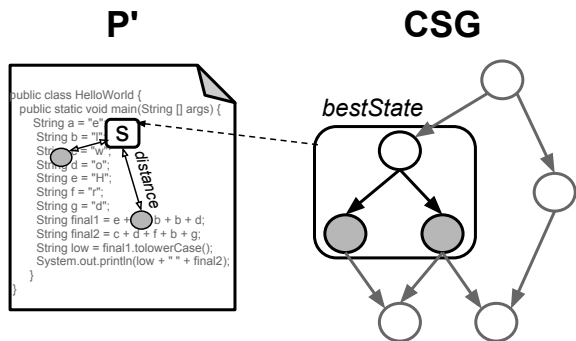 P'
CSG
public class HelloWorld {
public static void main(String [] args) {
String a = "e"
String b = "l"
= "w";
String d = "o";
String e = "H";
String f = "r";
String g = "d";
String final1 = e + b + b + d;
String final2 = c + d + f + b + g;
String low = final1.tolowerCase();
System.out.println(low + " " + final2);
}
}
S
distance
bestState